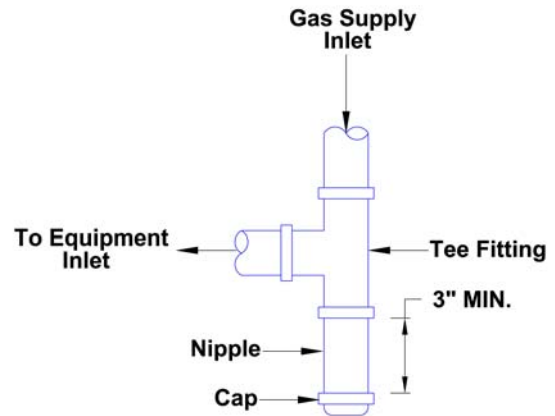 Gas Supply
Inlet
To Equipment
Inlet
Tee Fitting
3" MIN.
Nipple
Cap